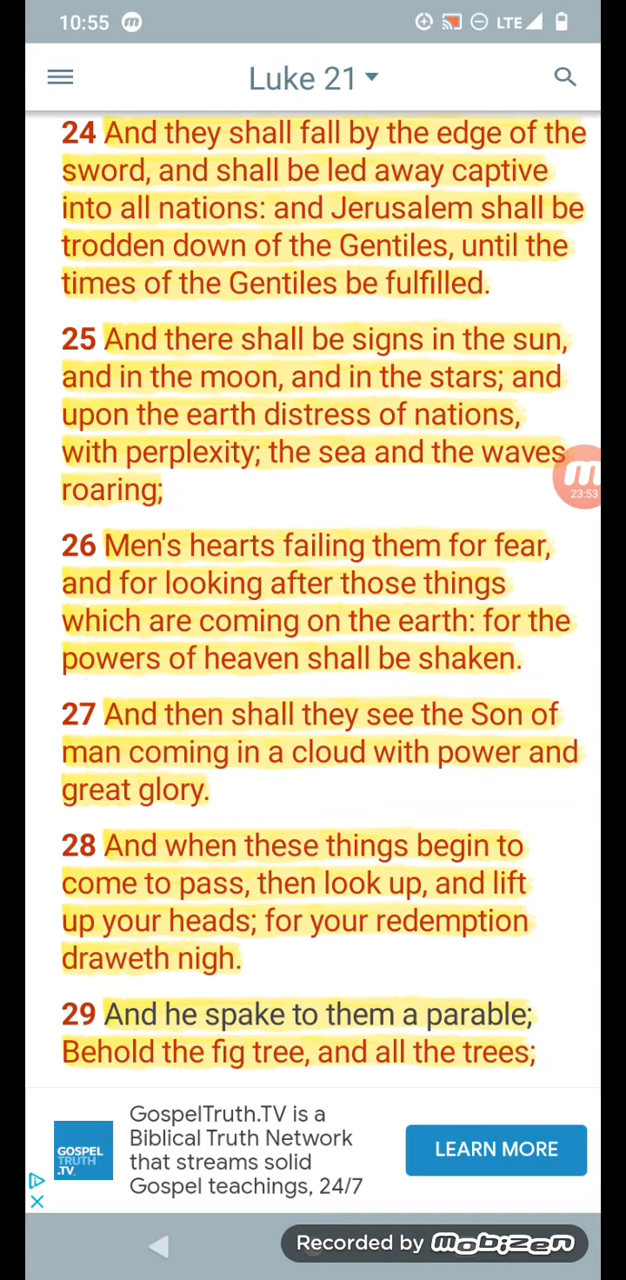 10:55 m LTE
Luke 21
24 And they shall fall by the edge of the
sword, and shall be led away captive
into all nations: and Jerusalem shall be
trodden down of the Gentiles, until the
times of the Gentiles be fulfilled.
25 And there shall be signs in the sun,
and in the moon, and in the stars; and
upon the earth distress of nations,
with perplexity; the sea and the waves
roaring;
m
23:53
26 Men's hearts failing them for fear,
and for looking after those things
which are coming on the earth: for the
powers of heaven shall be shaken.
27 And then shall they see the Son of
man coming in a cloud with power and
great glory.
28 And when these things begin to
come to pass, then look up, and lift
up your heads; for your redemption
draweth nigh.
29 And he spake to them a parable;
Behold the fig tree, and all the trees;
GOSPEL
TRUTH
.TV
GospelTruth.TV is a
Biblical Truth Network
that streams solid
Gospel teachings, 24/7
LEARN MORE
Recorded by mobizen